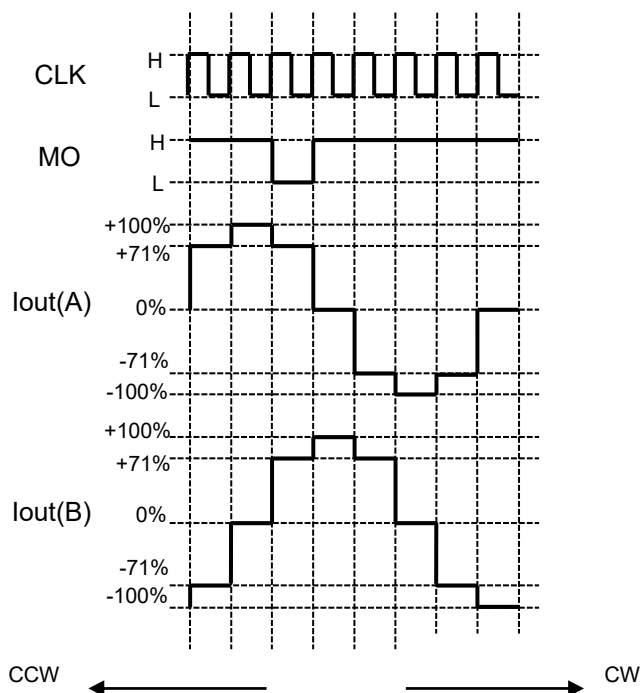 CLK
H
L
MO
H
L
Iout(A)
+100%
+71%
0%
-71%
-100%
Iout(B)
+100%
+71%
0%
-71%
-100%
CCW
CW